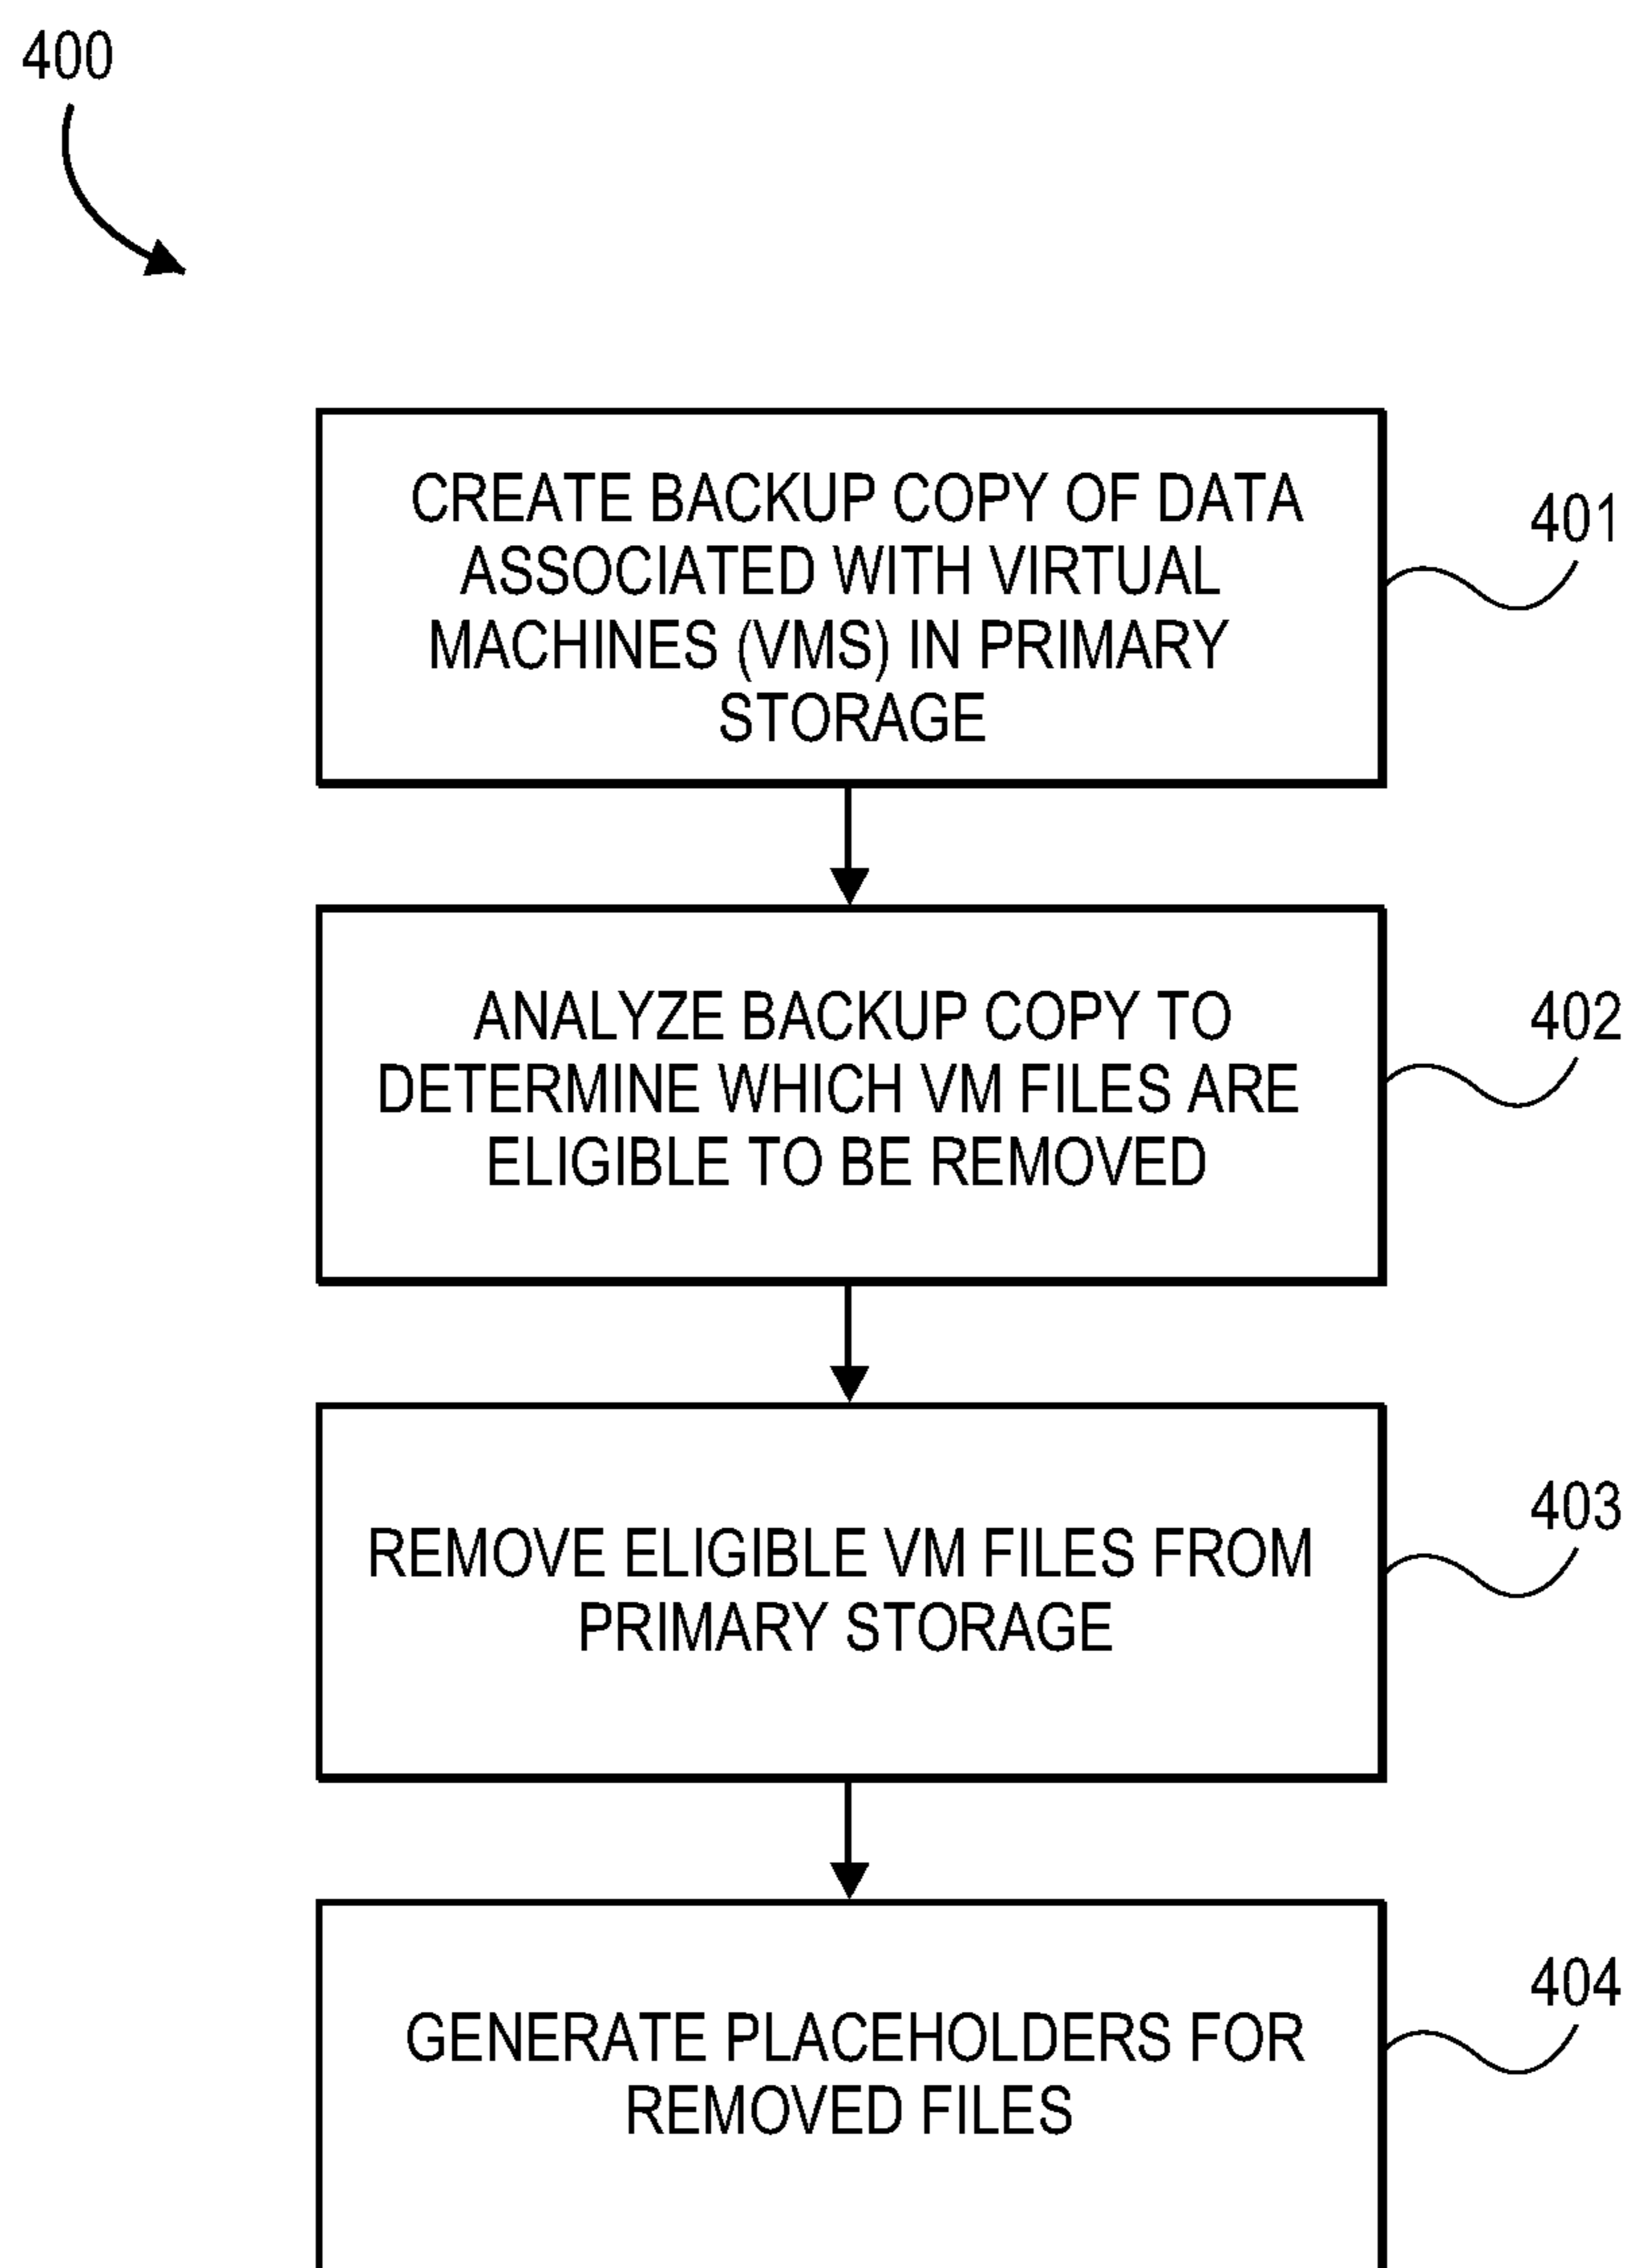 400
CREATE BACKUP COPY OF DATA
ASSOCIATED WITH VIRTUAL
MACHINES (VMS) IN PRIMARY
STORAGE
401
ANALYZE BACKUP COPY TO
DETERMINE WHICH VM FILES ARE
ELIGIBLE TO BE REMOVED
402
REMOVE ELIGIBLE VM FILES FROM
PRIMARY STORAGE
403
GENERATE PLACEHOLDERS FOR
REMOVED FILES
404